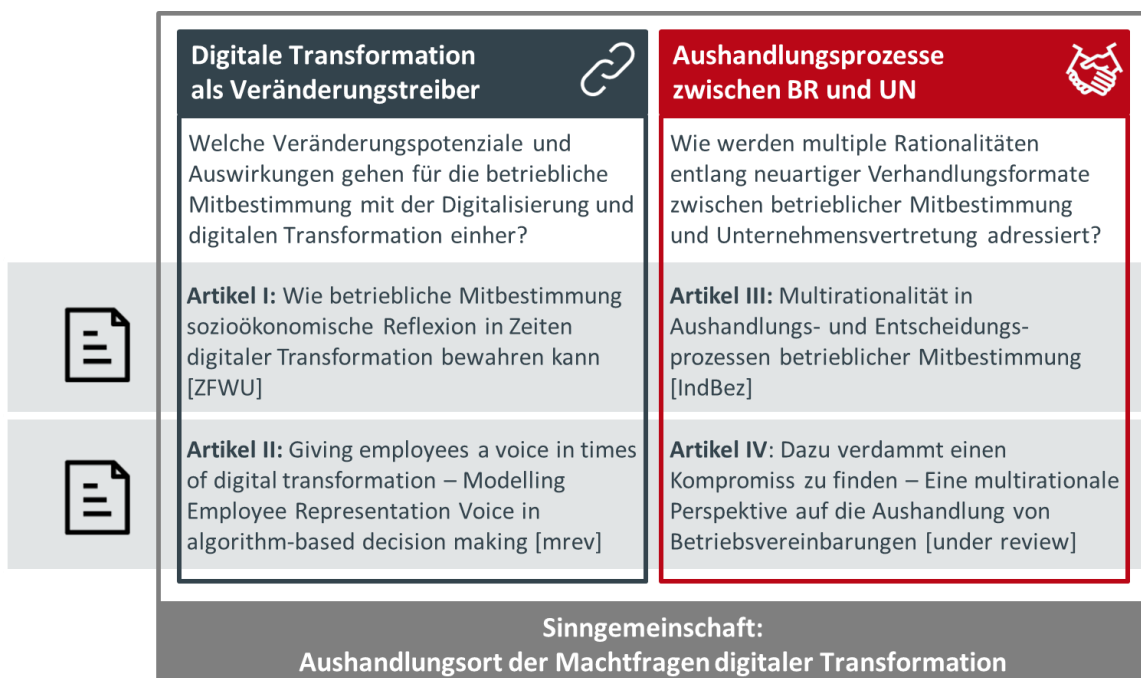 Digitale Transformation
als Veränderungstreiber
Welche Veränderungspotenziale und
Auswirkungen gehen für die betriebliche
Mitbestimmung mit der Digitalisierung und
digitalen Transformation einher?
Artikel I: Wie betriebliche Mitbestimmung
sozioökonomische Reflexion in Zeiten
digitaler Transformation bewahren kann
[ZFWU]
Artikel II: Giving employees a voice in times
of digital transformation – Modelling
Employee Representation Voice in
algorithm-based decision making [mrev]
Aushandlungsprozesse
zwischen BR und UN
Wie werden multiple Rationalitäten
entlang neuartiger Verhandlungsformate
zwischen betrieblicher Mitbestimmung
und Unternehmensvertretung adressiert?
Artikel III: Multirationalität in
Aushandlungs- und Entscheidungs-
prozessen betrieblicher Mitbestimmung
[IndBez]
Artikel IV: Dazu verdammt einen
Kompromiss zu finden – Eine multirationale
Perspektive auf die Aushandlung von
Betriebsvereinbarungen [under review]
Sinngemeinschaft:
Aushandlungsort der Machtfragen digitaler Transformation